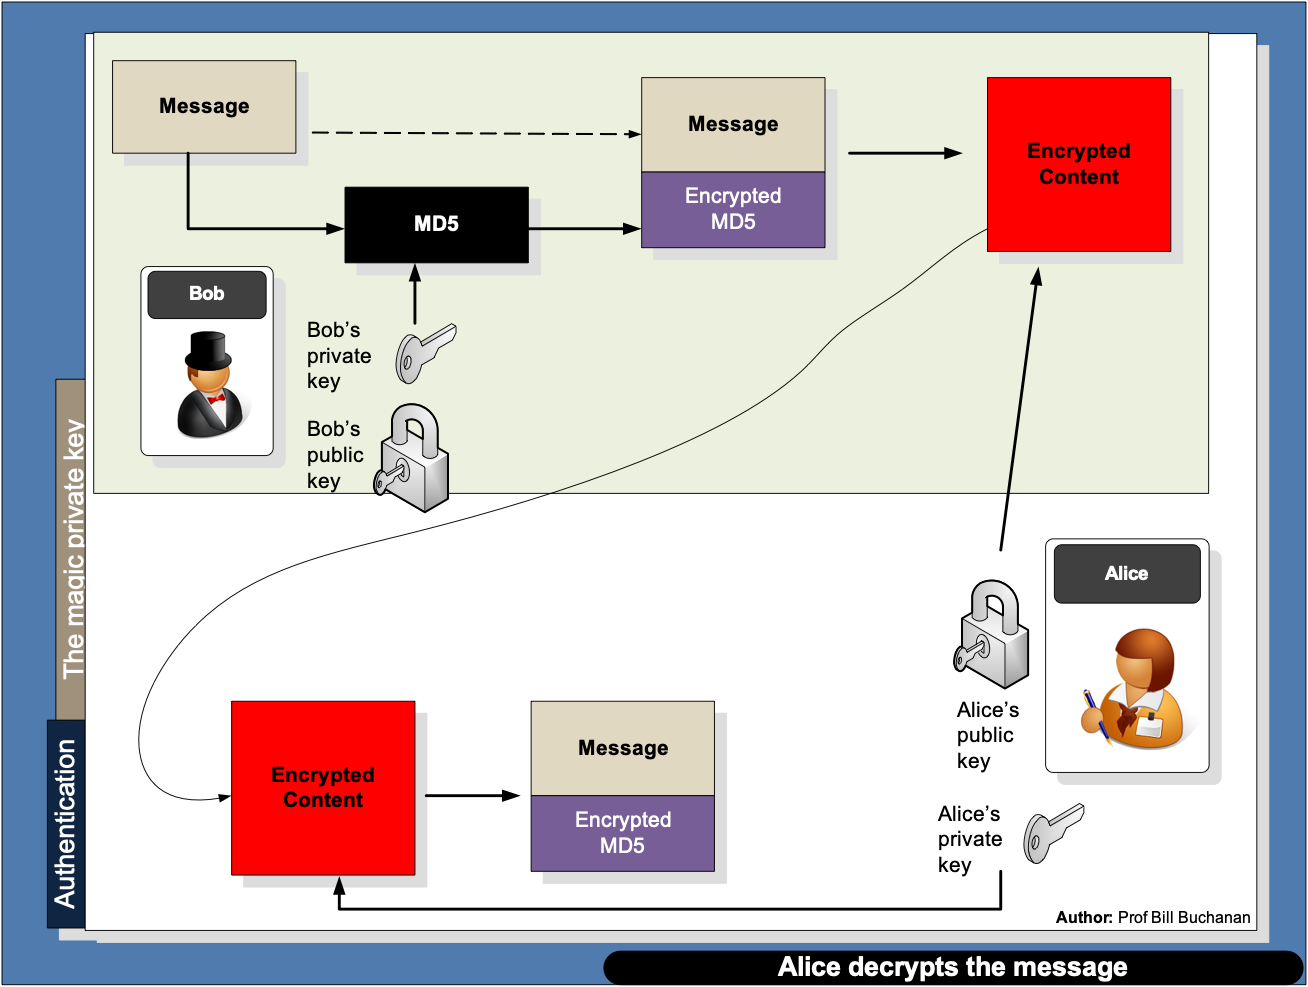 Message
Message
Encrypted
MD5
Encrypted
Content
MD5
Bob
Bob's
private
key
Bob's
public
key
The magic private key
Authentication
Alice
Alice's
public
key
Encrypted
Content
Message
Encrypted
MD5
Alice's
private
key
Author: Prof Bill Buchanan
Alice decrypts the message